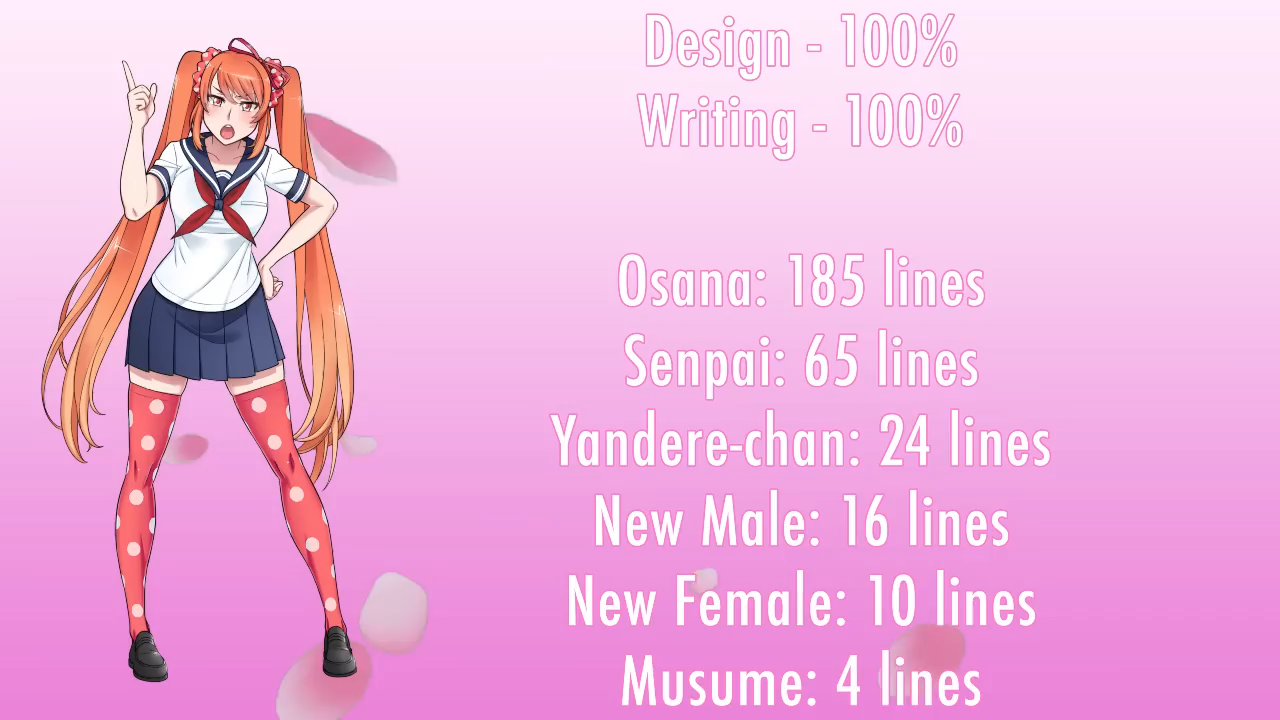 Design - 100%
Writing - 100%
Osana: 185 lines
Senpai: 65 lines
Yandere-chan: 24 lines
New Male: 16 lines
New Female: 10 lines
Musume: 4 lines